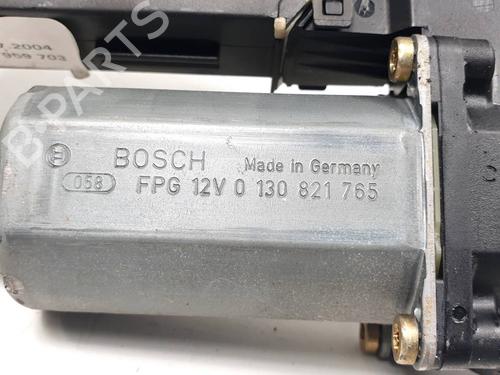 2004
959 703
BOSCH Made in Germany
058 FPG 12V 0 130 821 765
B-PARTS